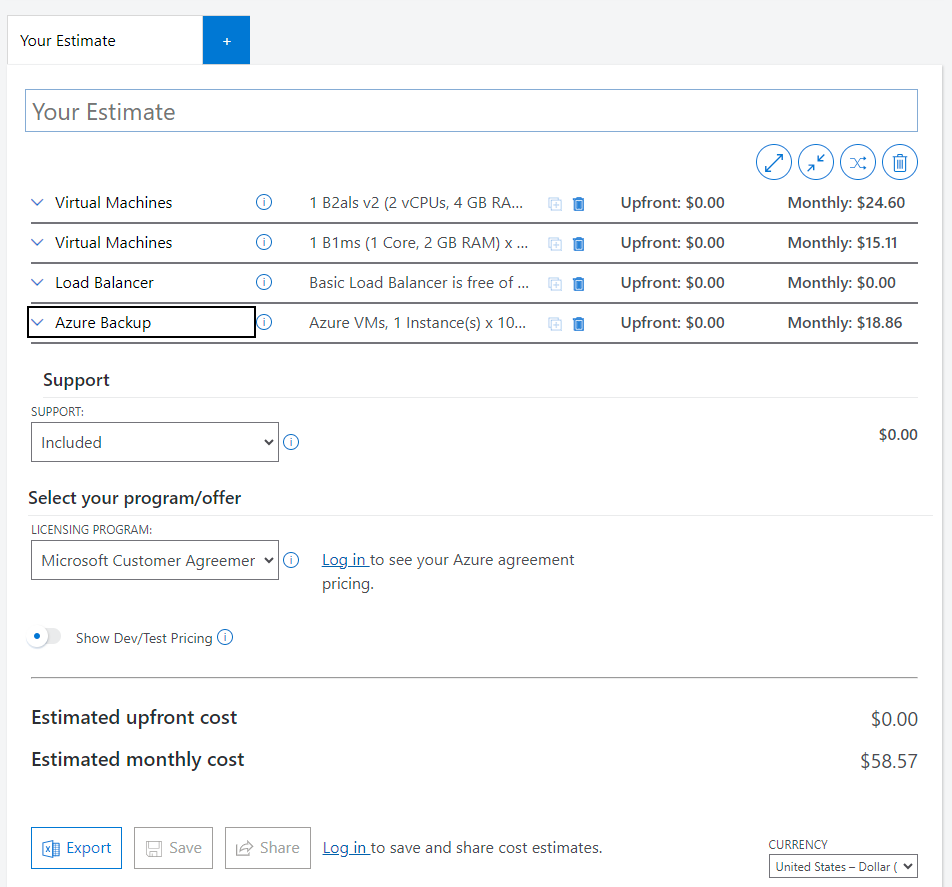 Your Estimate
+
Your Estimate
Virtual Machines 1 B2als v2 (2 vCPUs, 4 GB RA... Upfront: $0.00 Monthly: $24.60
Virtual Machines 1 B1ms (1 Core, 2 GB RAM) x ... Upfront: $0.00 Monthly: $15.11
Load Balancer Basic Load Balancer is free of ... Upfront: $0.00 Monthly: $0.00
Azure Backup Azure VMs, 1 Instance(s) x 10... Upfront: $0.00 Monthly: $18.86
Support
SUPPORT:
Included $0.00
Select your program/offer
LICENSING PROGRAM:
Microsoft Customer Agreemer Log in to see your Azure agreement
pricing.
Show Dev/Test Pricing
Estimated upfront cost $0.00
Estimated monthly cost $58.57
Export Save Share Log in to save and share cost estimates.
CURRENCY
United States – Dollar (